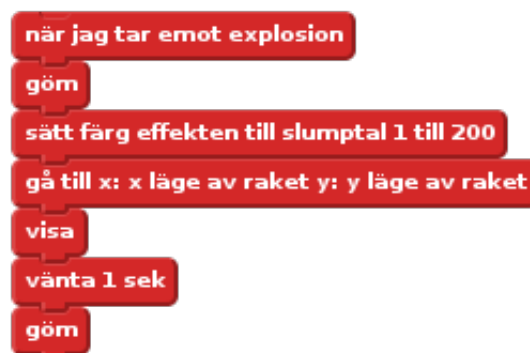 när jag tar emot explosion
göm
sätt färg effekten till slumptal 1 till 200
gå till x: x läge av raket y: y läge av raket
visa
vänta 1 sek
göm